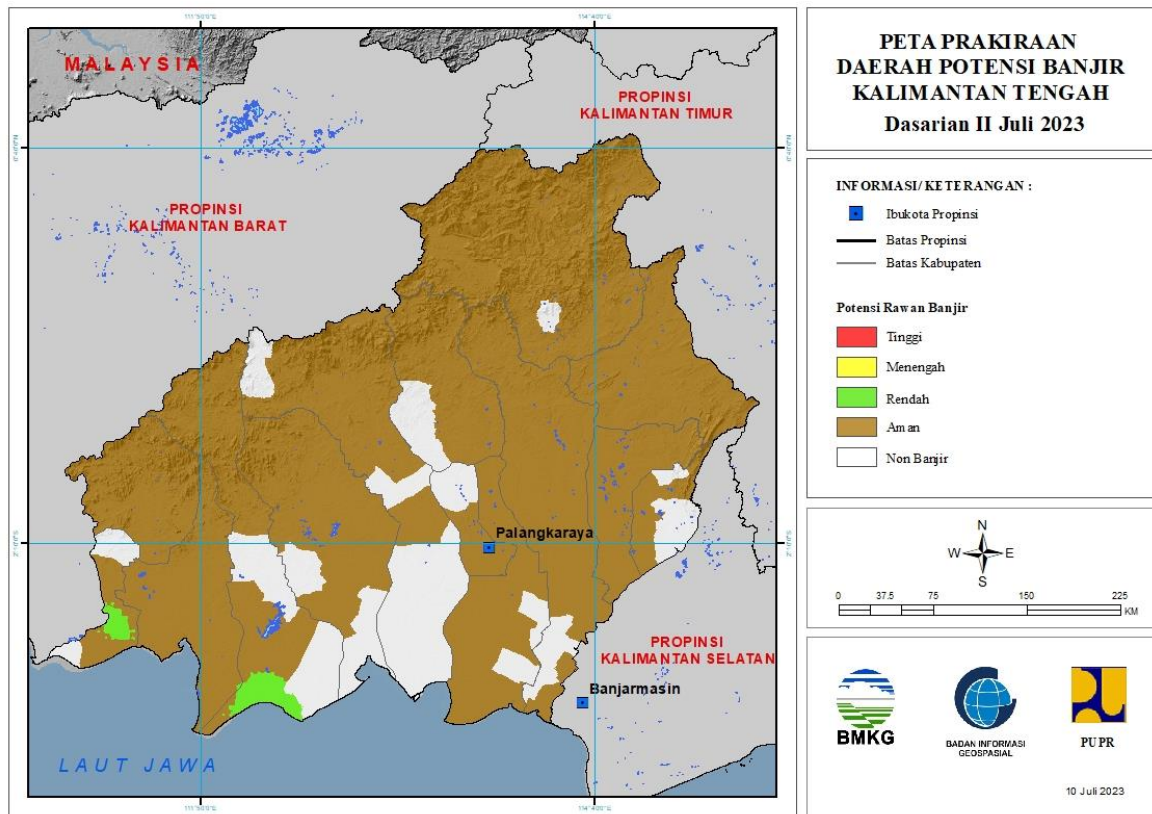 PETA PRAKIRAAN
DAERAH POTENSI BANJIR
KALIMANTAN TENGAH
Dasarian II Juli 2023
INFORMASI/ KETERANGAN :
Ibukota Propinsi
Batas Propinsi
Batas Kabupaten
Potensi Rawan Banjir
Tinggi
Menengah
Rendah
Aman
Non Banjir
N
W E
S
0 37.5 75 150 225
KM
BMKG
BADAN INFORMASI
GEOSPASIAL
PUPR
10 Juli 2023
MALAYSIA
PROPINSI
KALIMANTAN TIMUR
PROPINSI
KALIMANTAN BARAT
Palangkaraya
PROPINSI
KALIMANTAN SELATAN
Banjarmasin
LAUT JAWA